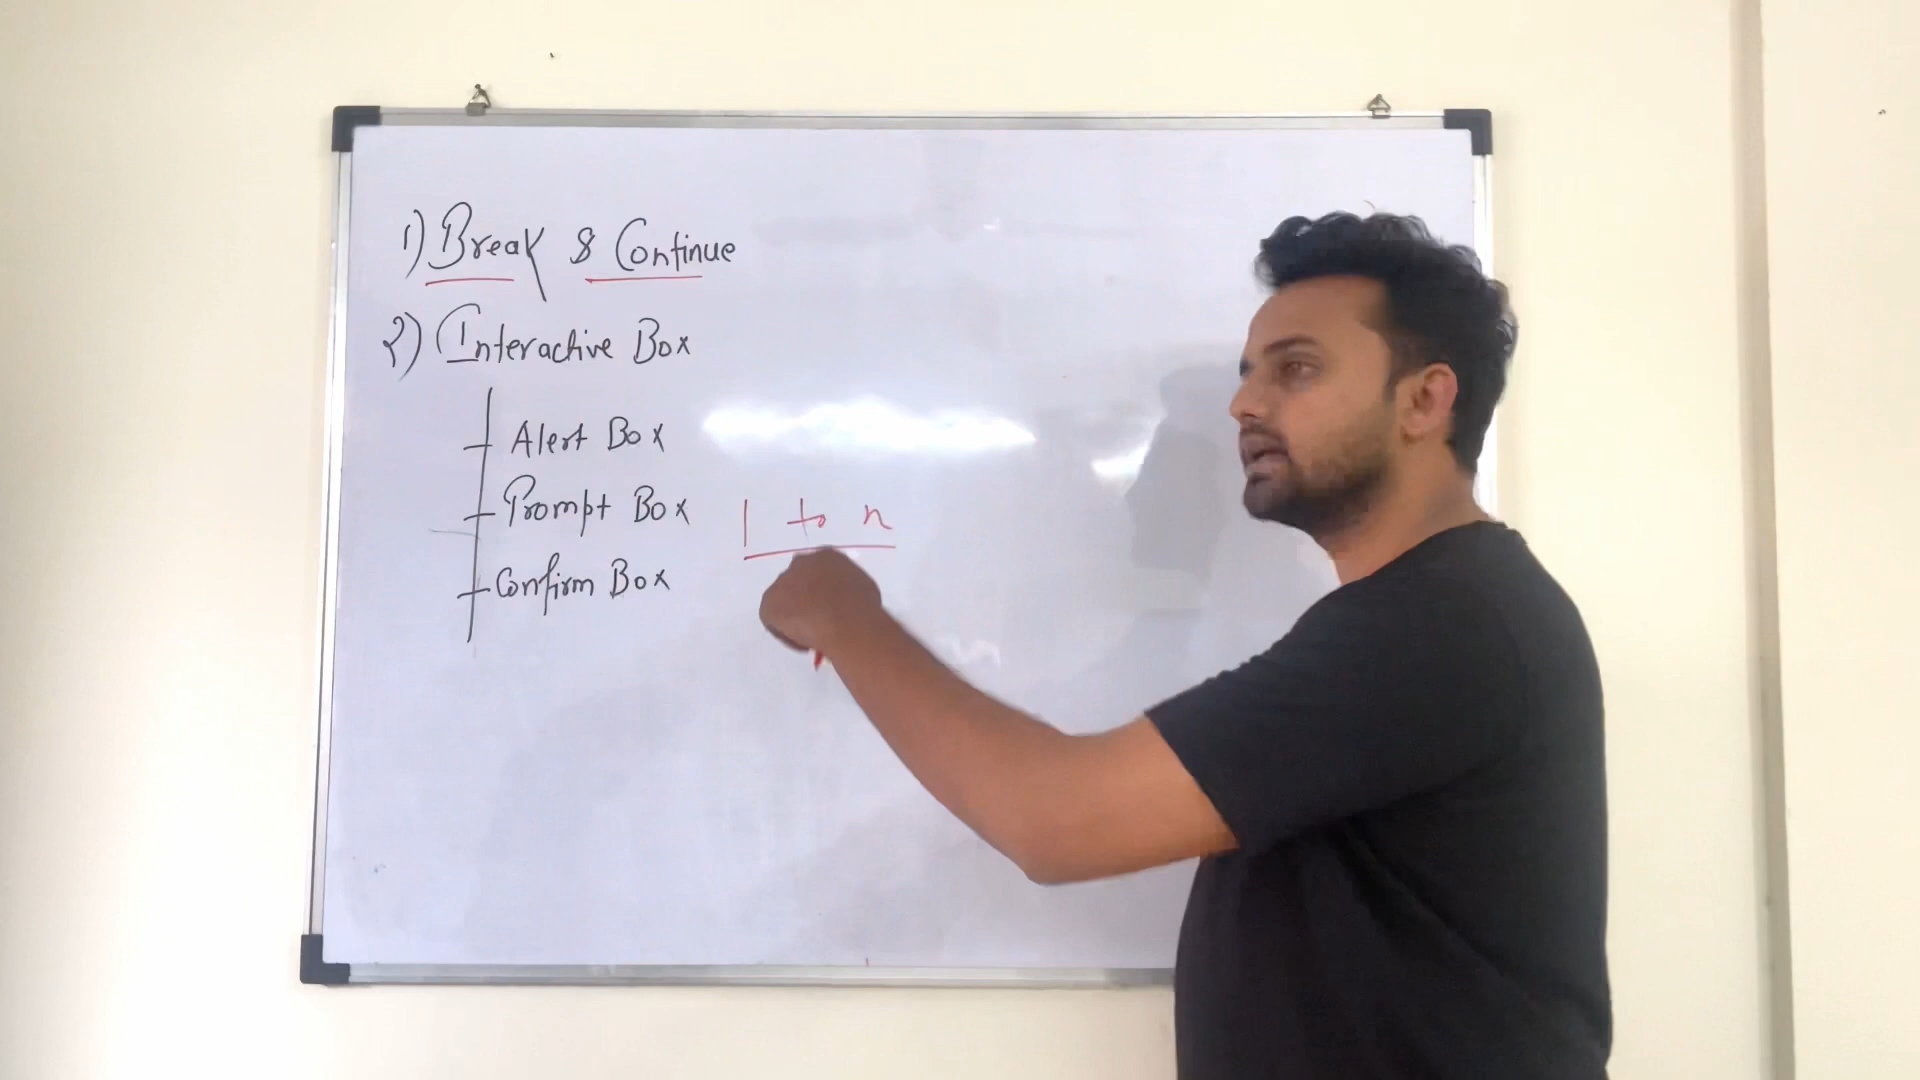 1) Break & Continue
2) Interactive Box
Alert Box
Prompt Box
1 to n
Confirm Box